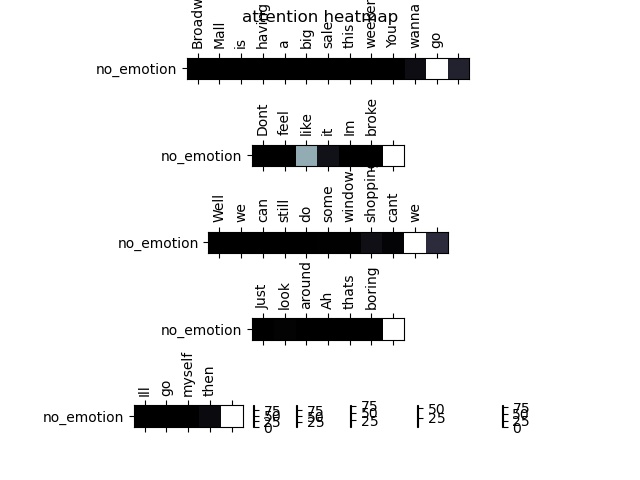 attention heatmap
Mall is having a big sale this You wanna go
no_emotion
Dont feel like it Im broke
no_emotion
Well we can still do some window shopping cant we
no_emotion
Just look around Ah thats boring
no_emotion
Ill go myself then
no_emotion
75 50 25 0
75 50 25
75 50 25
50 25
75 50 25 0